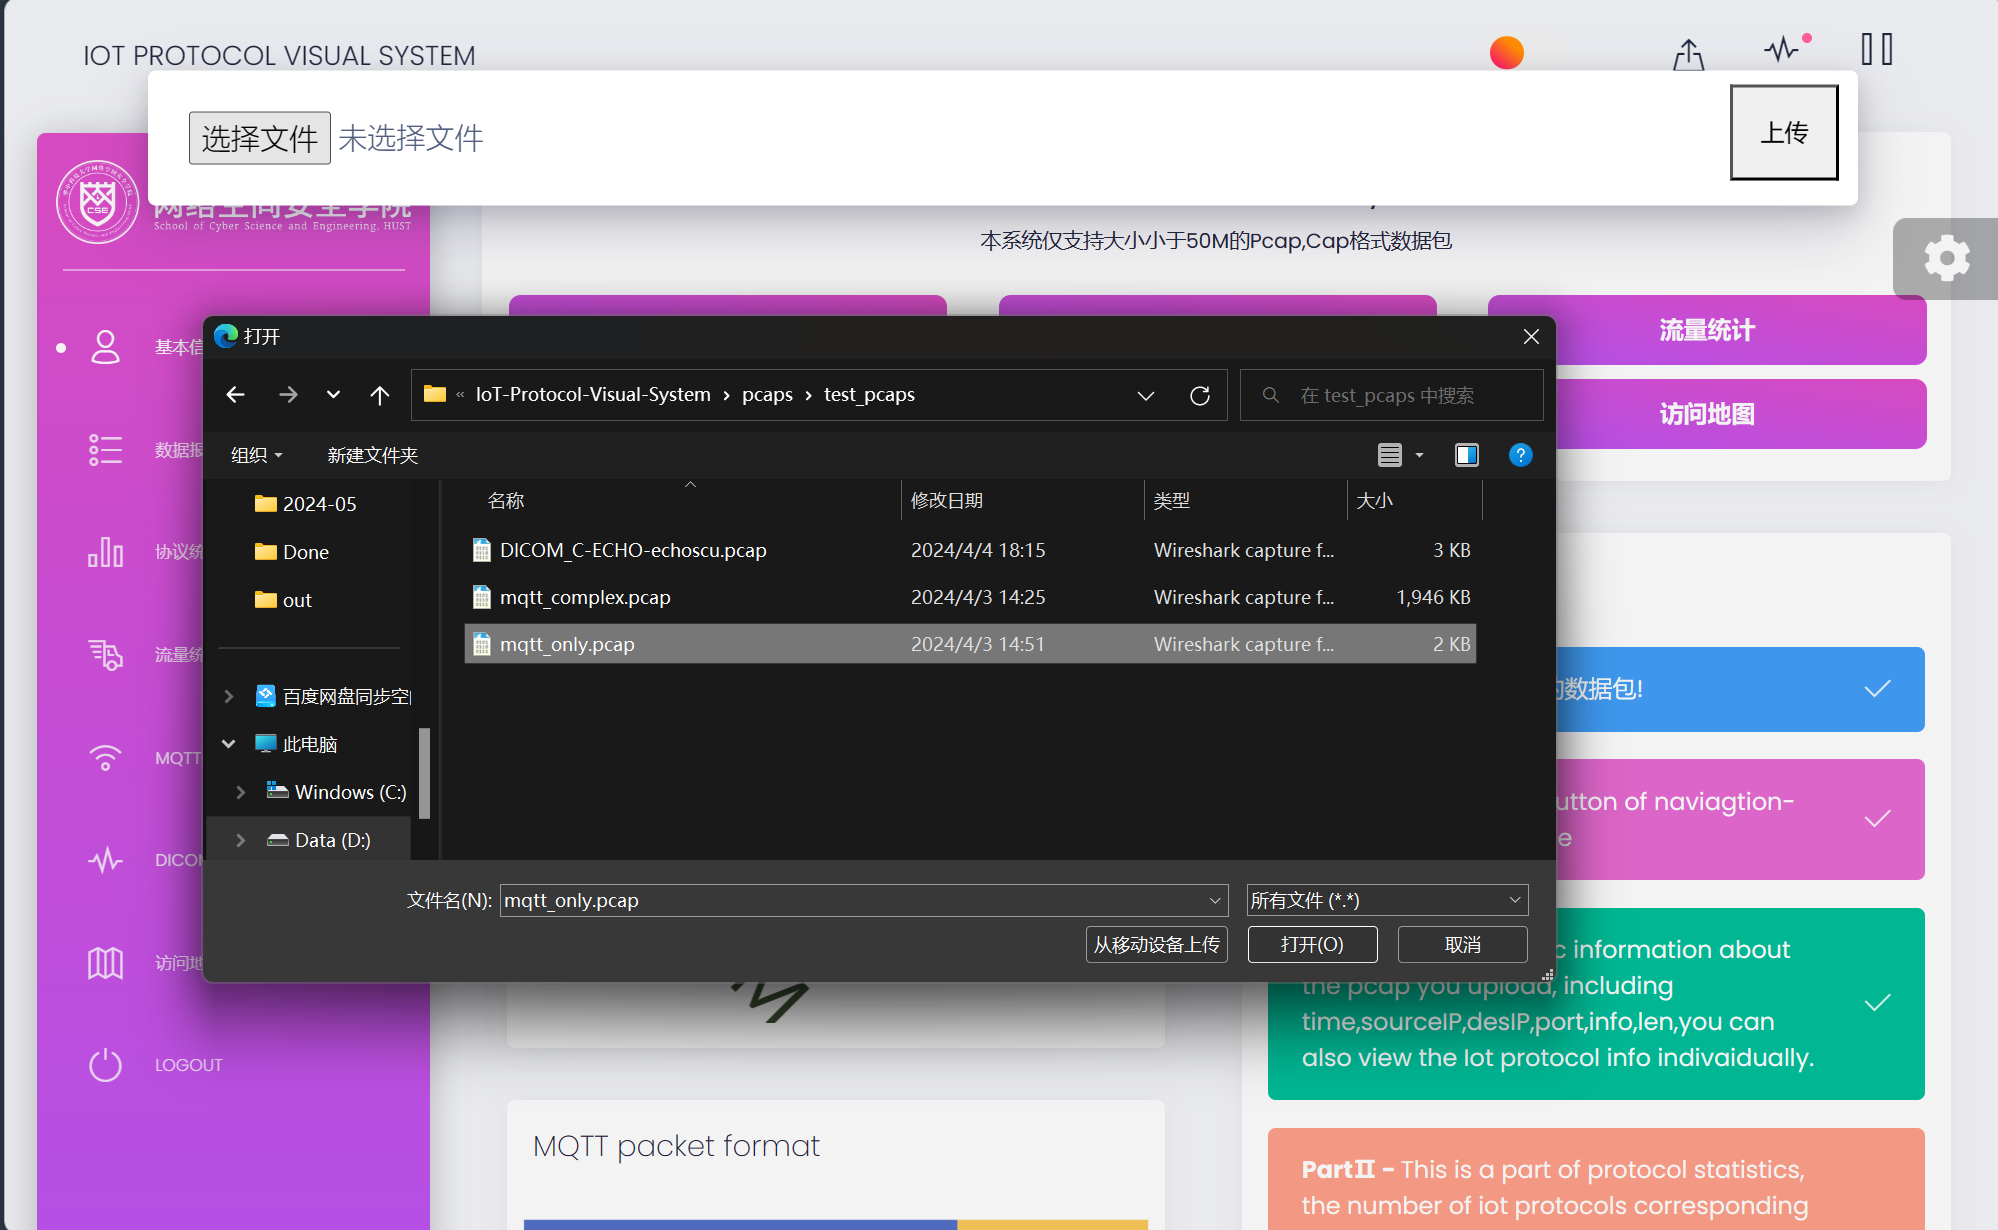 IOT PROTOCOL VISUAL SYSTEM
选择文件 未选择文件
上传
网络空间安全学院
School of Cyber Science and Engineering, HUST
CSE
本系统仅支持大小小于50M的Pcap,Cap格式数据包
流量统计
访问地图
基本信
数据报
协议统
流量统
MQTT
DICOM
访问地
LOGOUT
打开
« IoT-Protocol-Visual-System › pcaps › test_pcaps
在 test_pcaps 中搜索
组织
新建文件夹
2024-05
Done
out
百度网盘同步空间
此电脑
Windows (C:)
Data (D:)
名称 修改日期 类型 大小
DICOM_C-ECHO-echoscu.pcap 2024/4/4 18:15 Wireshark capture f... 3 KB
mqtt_complex.pcap 2024/4/3 14:25 Wireshark capture f... 1,946 KB
mqtt_only.pcap 2024/4/3 14:51 Wireshark capture f... 2 KB
文件名(N): mqtt_only.pcap
所有文件 (*.*)
从移动设备上传
打开(O)
取消
的数据包!
utton of naviagtion-
e
c information about
the pcap you upload, including
time,sourceIP,desIP,port,info,len,you can
also view the Iot protocol info indivaidually.
MQTT packet format
PartⅡ - This is a part of protocol statistics,
the number of iot protocols corresponding